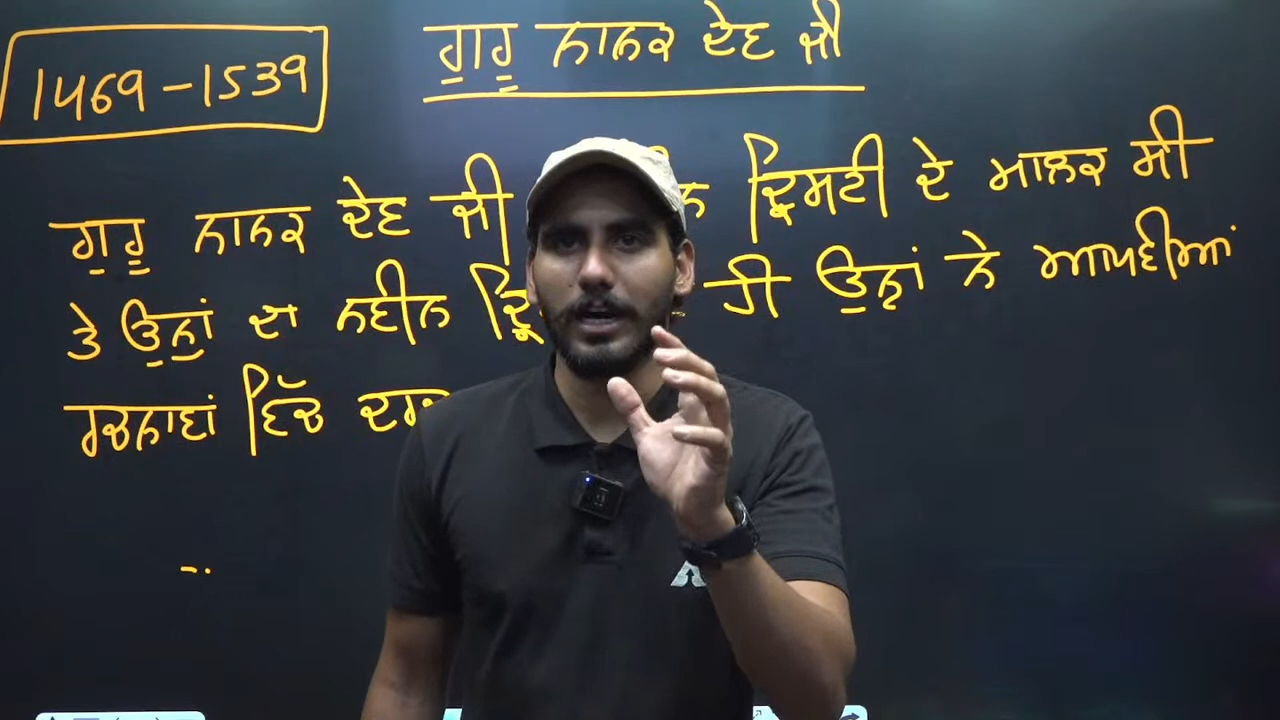 1469-1539
ਗੁਰੂ ਨਾਨਕ ਦੇਵ ਜੀ
ਗੁਰੂ ਨਾਨਕ ਦੇਵ ਜੀ ਦ੍ਰਿਸ਼ਟੀ ਦੇ ਮਾਲਕ ਸੀ
ਤੇ ਉਨ੍ਹਾਂ ਦਾ ਨਵੀਨ ਹੀ ਉਨ੍ਹਾਂ ਨੇ ਆਪਣੀਆਂ
ਰਚਨਾਵਾਂ ਵਿੱਚ